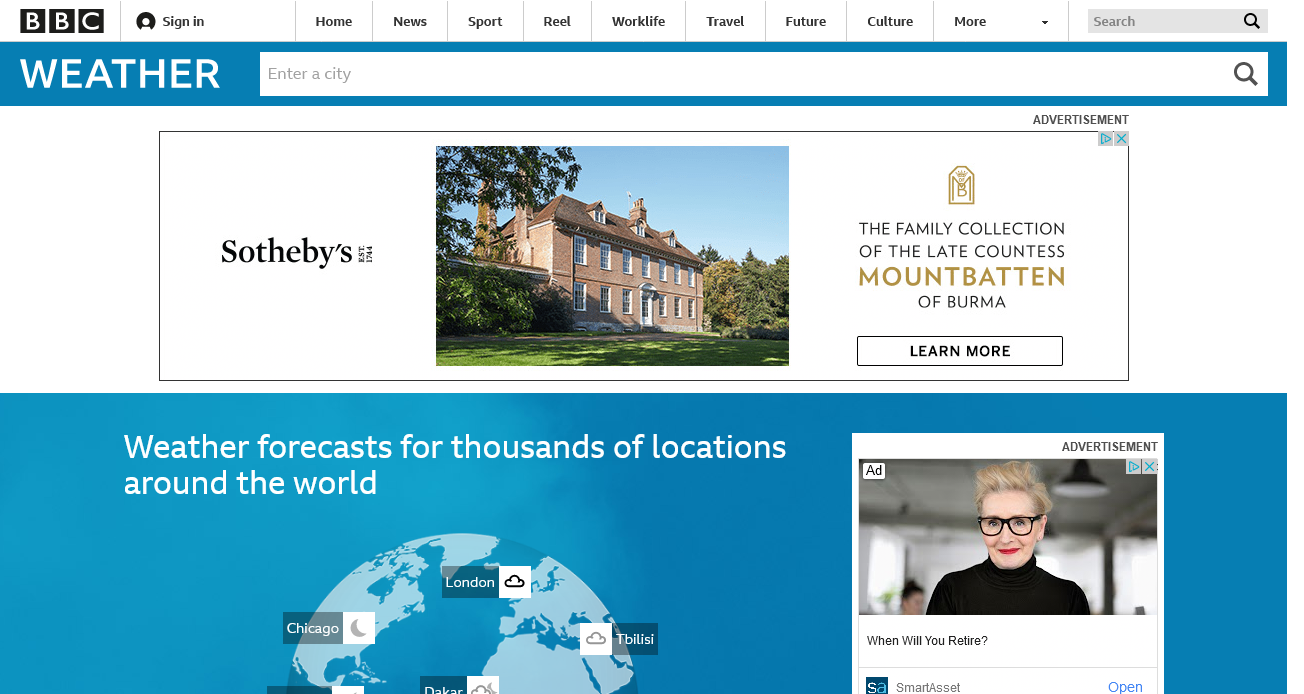 BBC
Sign in
Home
News
Sport
Reel
Worklife
Travel
Future
Culture
More
Search
WEATHER
Enter a city
ADVERTISEMENT
Sotheby's EST. 1744
THE FAMILY COLLECTION
OF THE LATE COUNTESS
MOUNTBATTEN
OF BURMA
LEARN MORE
Weather forecasts for thousands of locations
around the world
ADVERTISEMENT
Ad
London
Chicago
Tbilisi
Dakar
When Will You Retire?
sa SmartAsset
Open